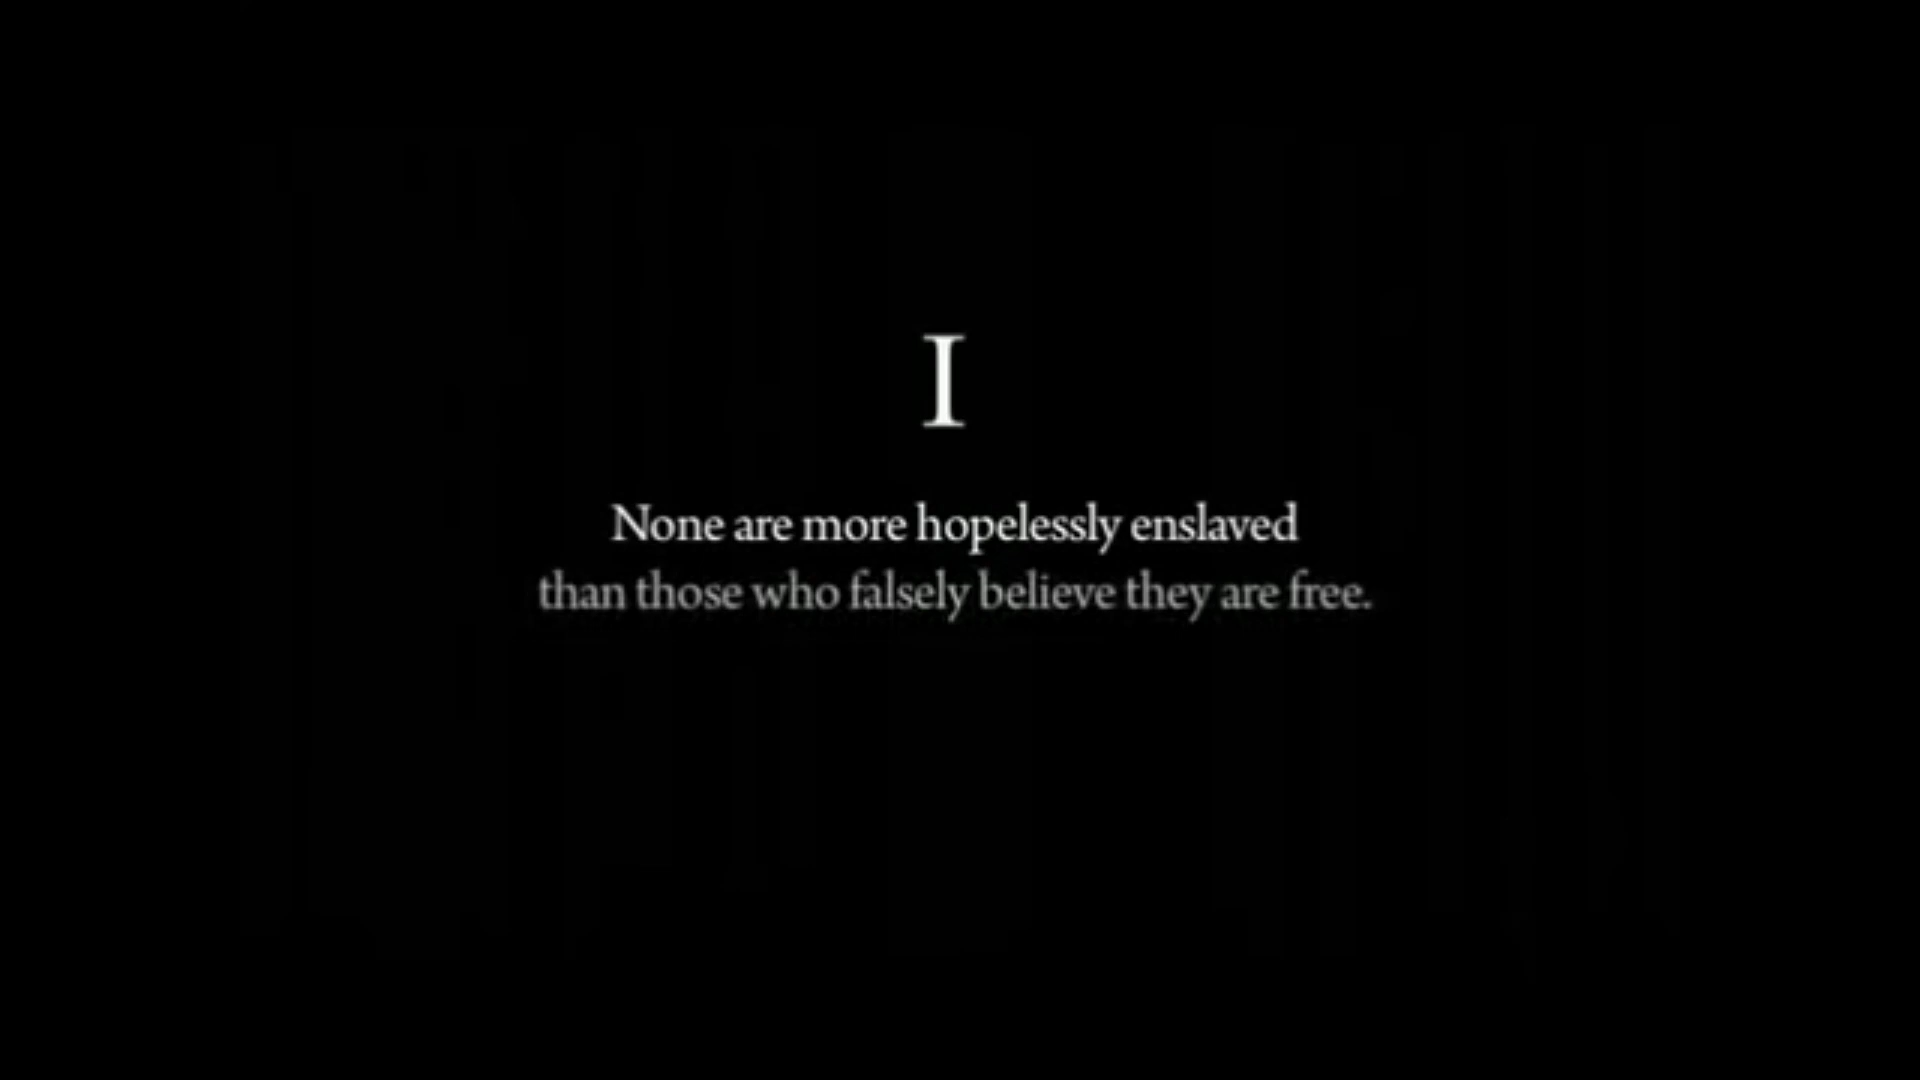 I
None are more hopelessly enslaved
than those who falsely believe they are free.